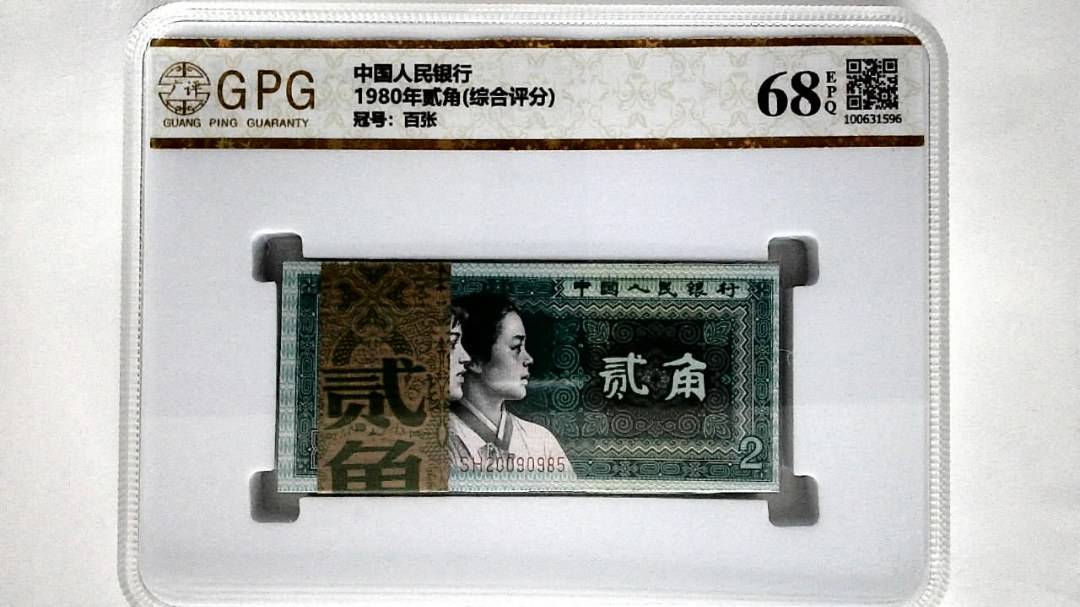 广评
GPG
GUANG PING GUARANTY
中国人民银行
1980年贰角(综合评分)
冠号：百张
68
EPQ
100631596
中国人民银行
贰角
贰角
SH20090985
2